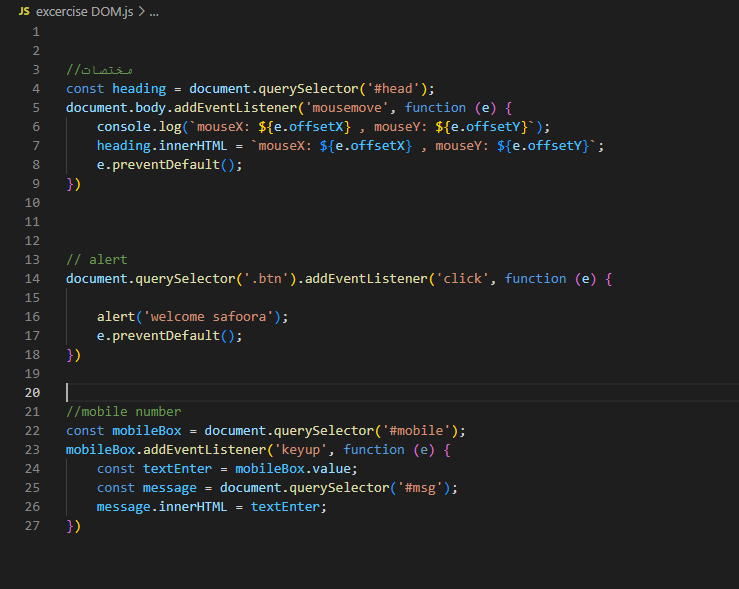 JS excercise DOM.js > ...
1
2
3 //مختصات
4 const heading = document.querySelector('#head');
5 document.body.addEventListener('mousemove', function (e) {
6     console.log(`mouseX: ${e.offsetX} , mouseY: ${e.offsetY}`);
7     heading.innerHTML = `mouseX: ${e.offsetX} , mouseY: ${e.offsetY}`;
8     e.preventDefault();
9 })
10
11
12
13 // alert
14 document.querySelector('.btn').addEventListener('click', function (e) {
15
16     alert('welcome safoora');
17     e.preventDefault();
18 })
19
20
21 //mobile number
22 const mobileBox = document.querySelector('#mobile');
23 mobileBox.addEventListener('keyup', function (e) {
24     const textEnter = mobileBox.value;
25     const message = document.querySelector('#msg');
26     message.innerHTML = textEnter;
27 })